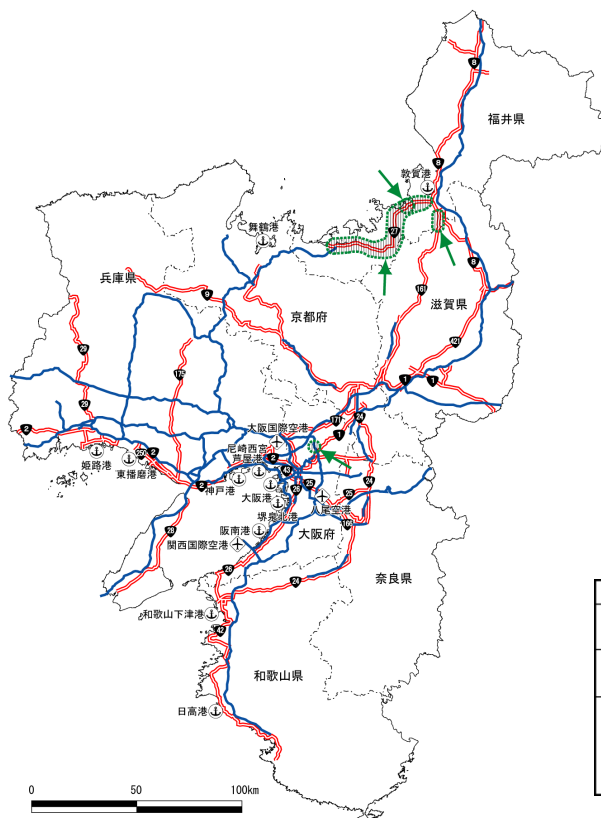 8
福井県
8
敦賀港
舞鶴港
27
8
兵庫県
9
京都府
161
滋賀県
29
421
175
1
1
29
2
大阪国際空港
1
24
尼崎西宮
芦屋港
2
43
2
姫路港
東播磨港
2
神戸港
25
24
25
26
大阪港
八尾空港
堺泉北港
28
阪南港
大阪府
関西国際空港
26
24
奈良県
和歌山下津港
42
和歌山県
日高港
0
50
100km